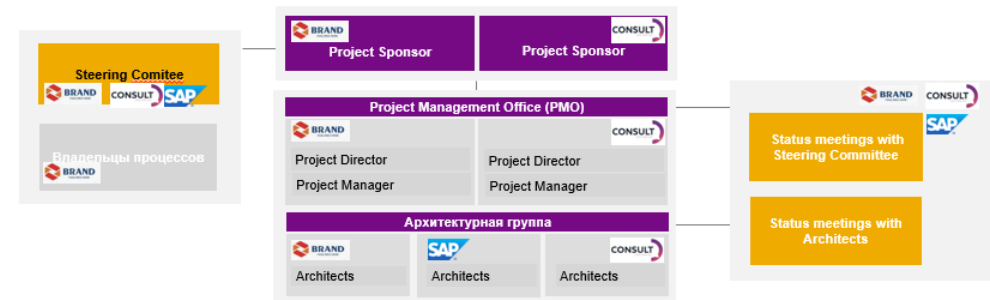 Steering Comitee
BRAND
CONSULT
SAP
Владельцы процессов
BRAND
BRAND
Project Sponsor
CONSULT
Project Sponsor
Project Management Office (PMO)
BRAND
Project Director
Project Manager
CONSULT
Project Director
Project Manager
Архитектурная группа
BRAND
Architects
SAP
Architects
CONSULT
Architects
BRAND
CONSULT
SAP
Status meetings with
Steering Committee
Status meetings with
Architects